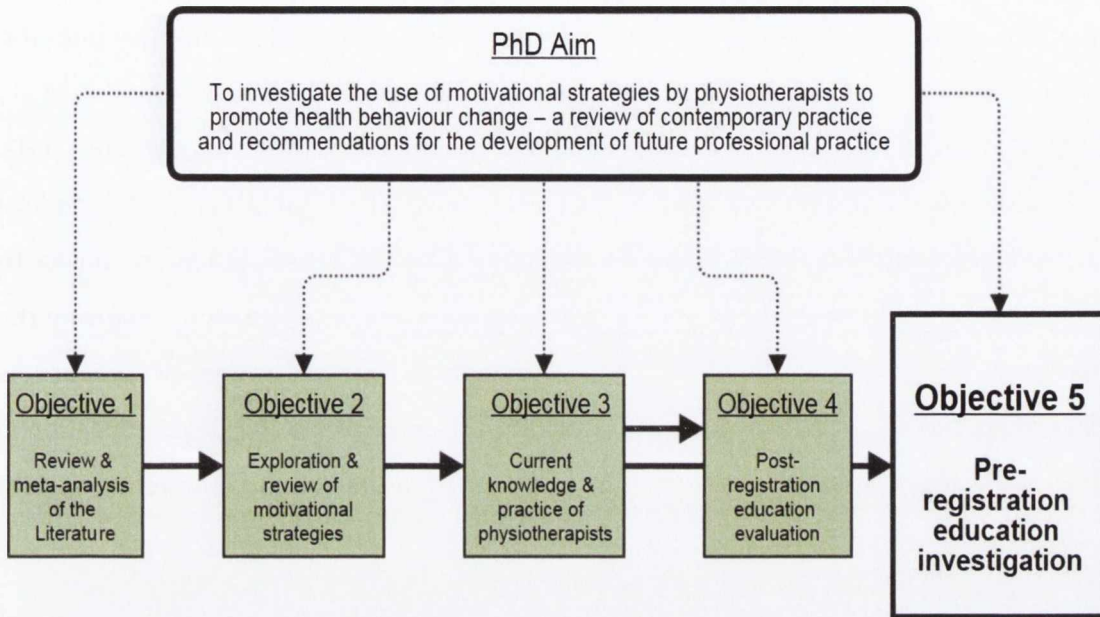 PhD Aim
To investigate the use of motivational strategies by physiotherapists to
promote health behaviour change – a review of contemporary practice
and recommendations for the development of future professional practice
Objective 1
Review &
meta-analysis
of the
Literature
Objective 2
Exploration &
review of
motivational
strategies
Objective 3
Current
knowledge &
practice of
physiotherapists
Objective 4
Post-
registration
education
evaluation
Objective 5
Pre-
registration
education
investigation